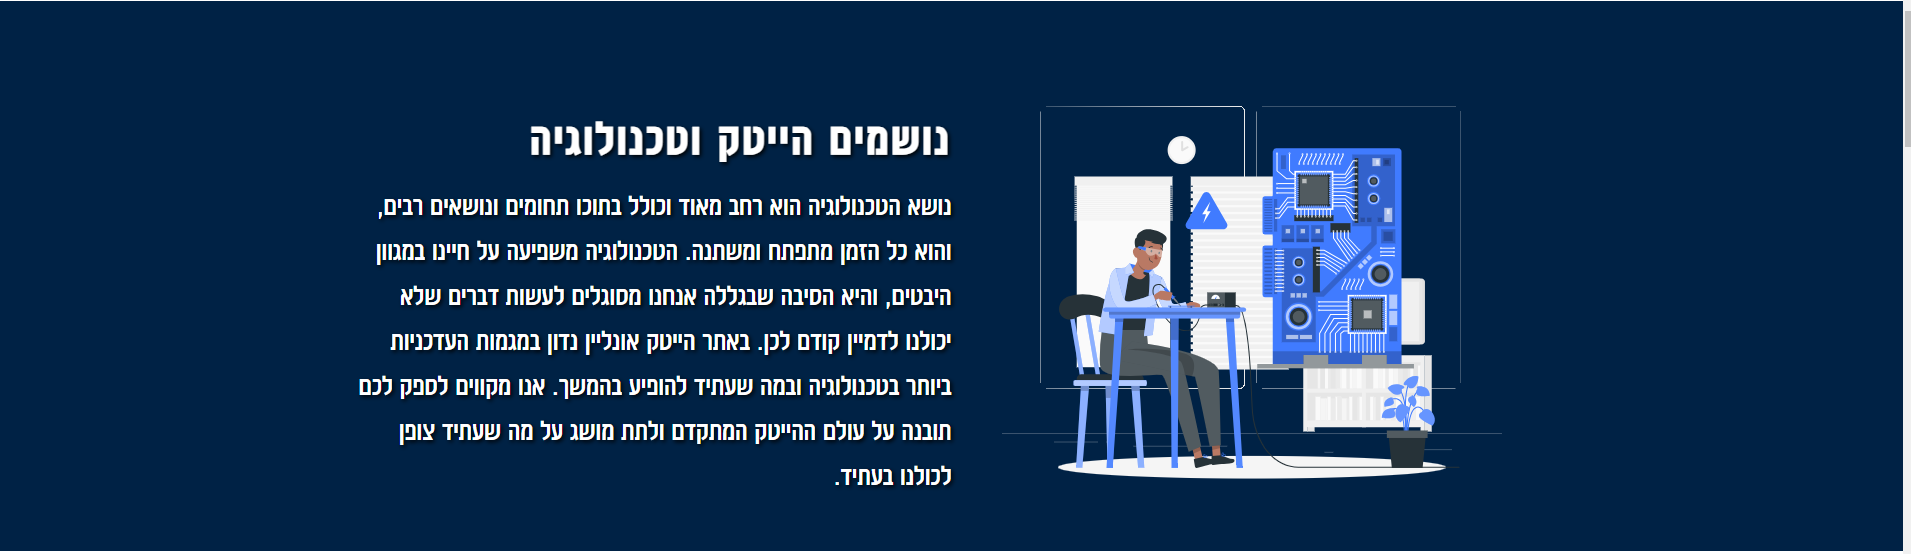 נושמים הייטק וטכנולוגיה
נושא הטכנולוגיה הוא רחב מאוד וכולל בתוכו תחומים ונושאים רבים,
והוא כל הזמן מתפתח ומשתנה. הטכנולוגיה משפיעה על חיינו במגוון
היבטים, והיא הסיבה שבגללה אנחנו מסוגלים לעשות דברים שלא
יכולנו לדמיין קודם לכן. באתר הייטק אונליין נדון במגמות העדכניות
ביותר בטכנולוגיה ובמה שעתיד להופיע בהמשך. אנו מקווים לספק לכם
תובנה על עולם ההייטק המתקדם ולתת מושג על מה שעתיד צופן
לכולנו בעתיד.